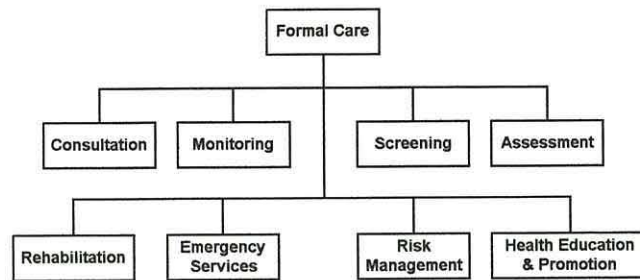 Formal Care
Consultation
Monitoring
Screening
Assessment
Rehabilitation
Emergency
Services
Risk
Management
Health Education
& Promotion